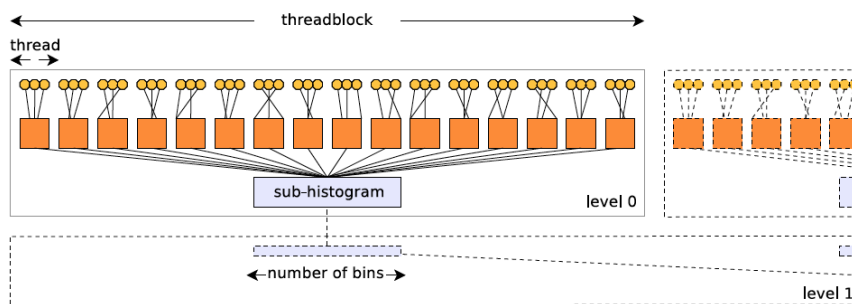 threadblock
thread
sub-histogram
level 0
number of bins
level 1